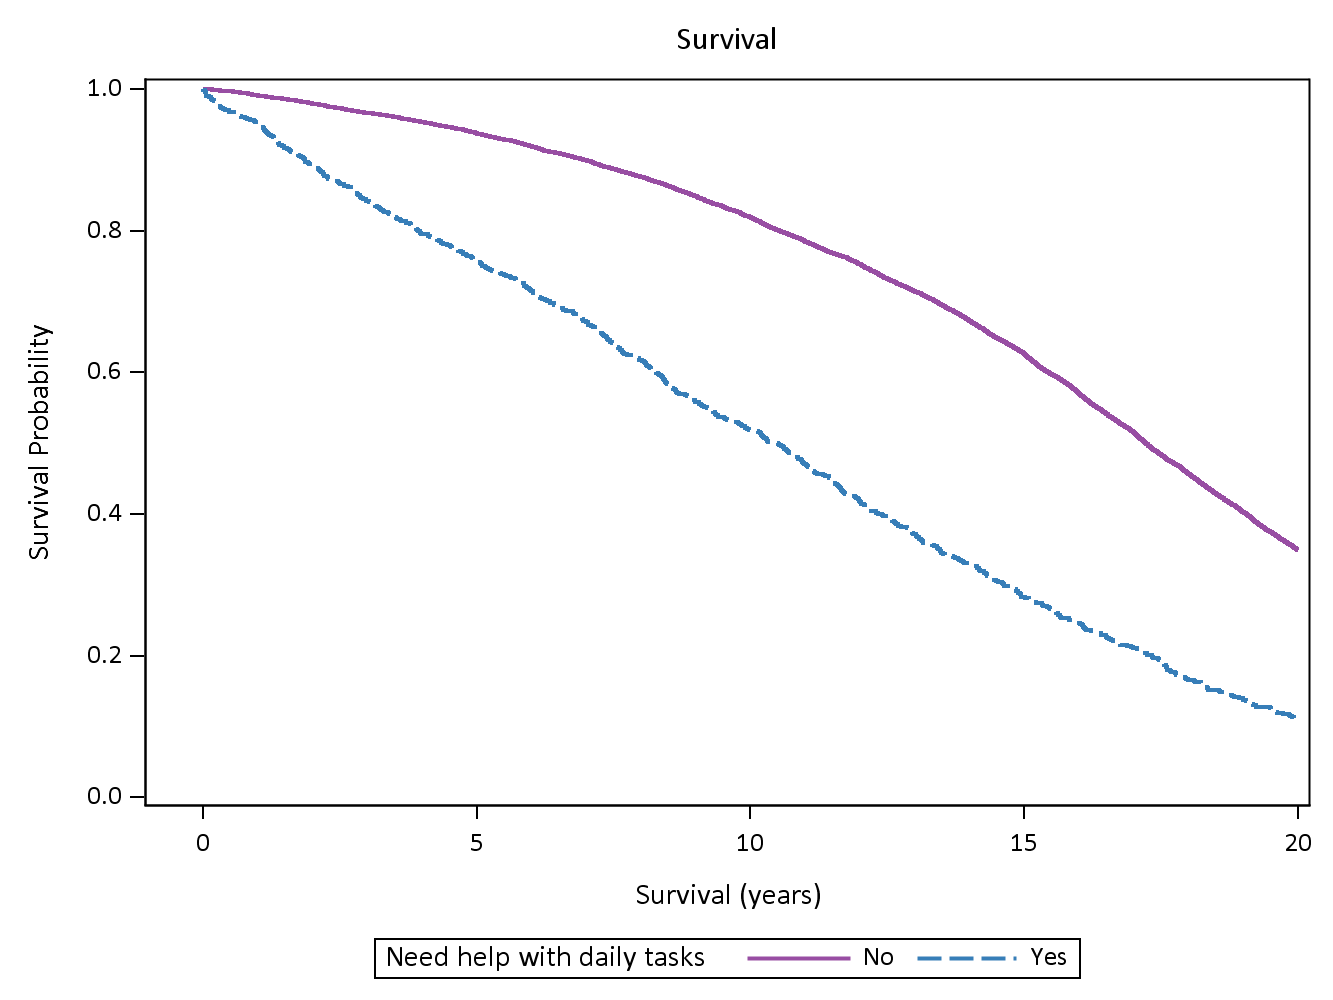 Survival
1.0
0.8
0.6
0.4
0.2
0.0
Survival Probability
0 5 10 15 20
Survival (years)
Need help with daily tasks No Yes